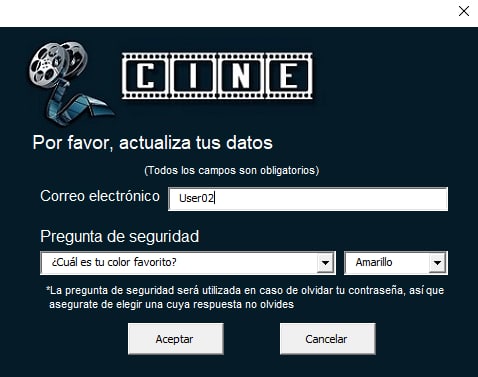 CINE
Por favor, actualiza tus datos
(Todos los campos son obligatorios)
Correo electrónico User02
Pregunta de seguridad
¿Cuál es tu color favorito? Amarillo
*La pregunta de seguridad será utilizada en caso de olvidar tu contraseña, así que
asegurate de elegir una cuya respuesta no olvides
Aceptar Cancelar